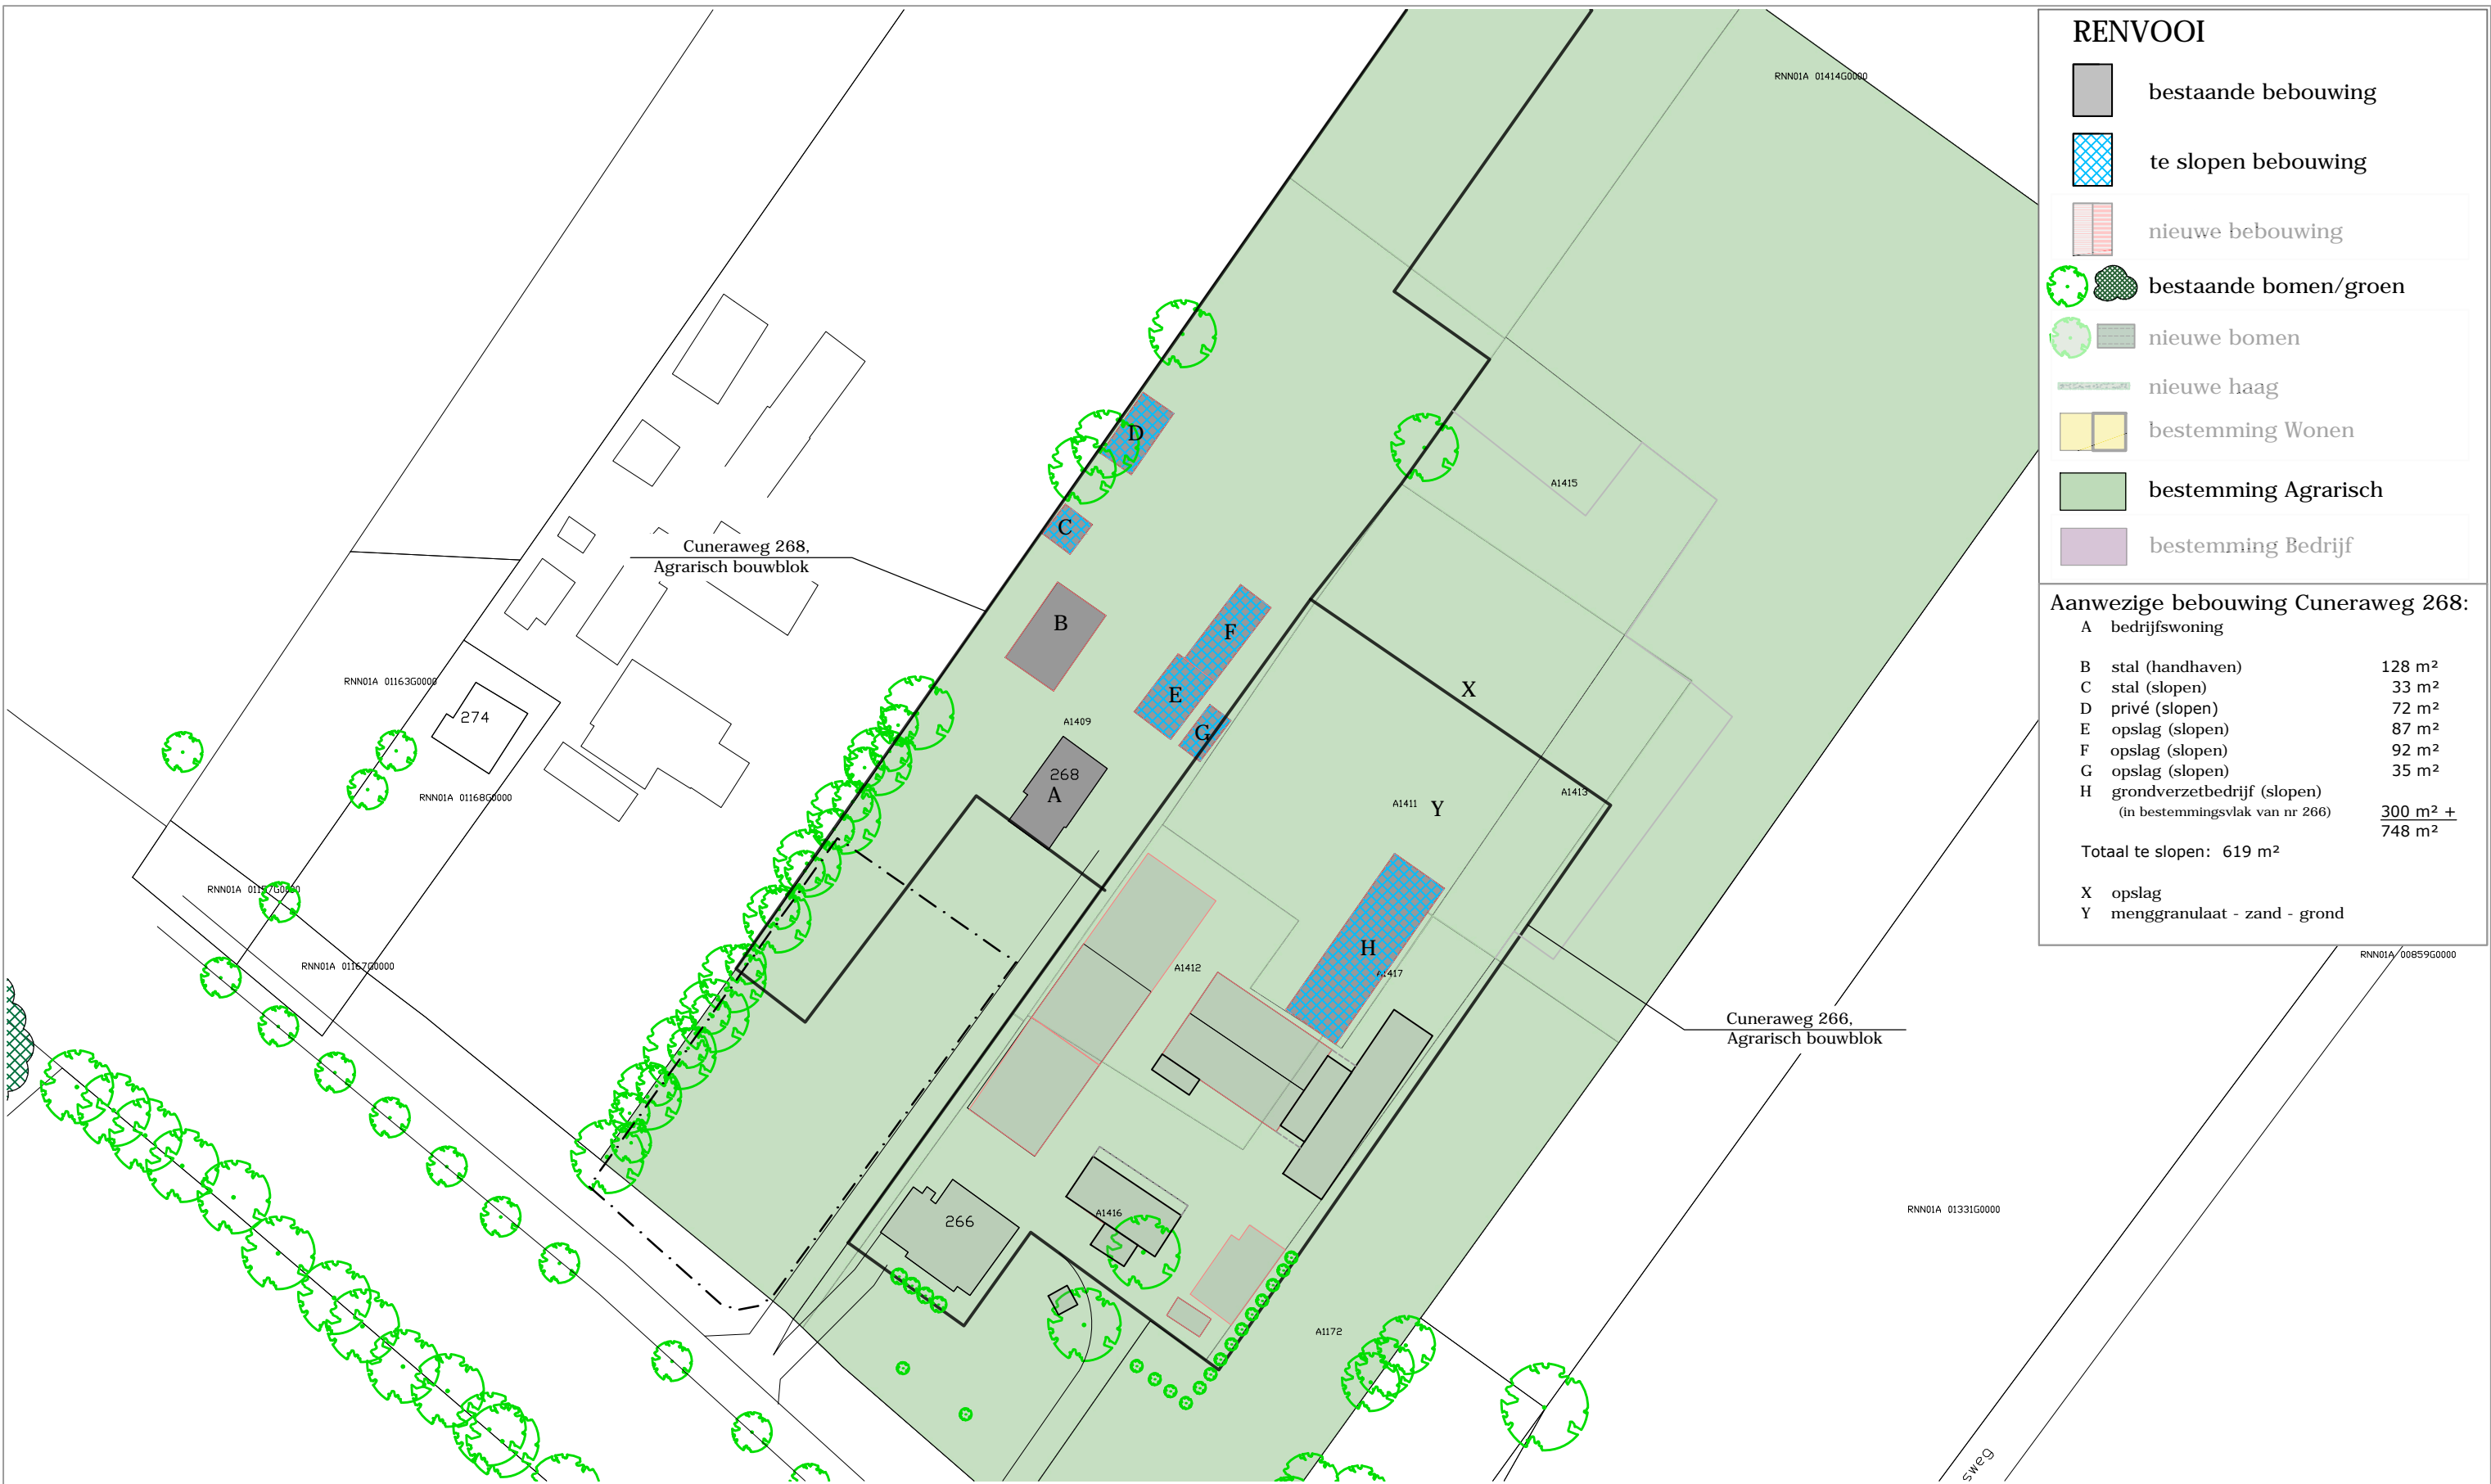 RENVOOI
bestaande bebouwing
te slopen bebouwing
nieuwe bebouwing
bestaande bomen/groen
nieuwe bomen
nieuwe haag
bestemming Wonen
bestemming Agrarisch
bestemming Bedrijf
Aanwezige bebouwing Cuneraweg 268:
A bedrijfswoning
B stal (handhaven) 128 m²
C stal (slopen) 33 m²
D privé (slopen) 72 m²
E opslag (slopen) 87 m²
F opslag (slopen) 92 m²
G opslag (slopen) 35 m²
H grondverzetbedrijf (slopen)
(in bestemmingsvlak van nr 266) 300 m² +
748 m²
Totaal te slopen: 619 m²
X opslag
Y menggranulaat - zand - grond
RNN01A 01414G0000
D
A1415
C
Cuneraweg 268,
Agrarisch bouwblok
B
F
RNN01A 01163G0000
E
X
274
A1409
G
268
A
RNN01A 01168G0000
A1411
Y
A1413
RNN01A 01167G0000
H
A1412
A1417
RNN01A 00859G0000
Cuneraweg 266,
Agrarisch bouwblok
266
A1416
RNN01A 01331G0000
A1172
sweg